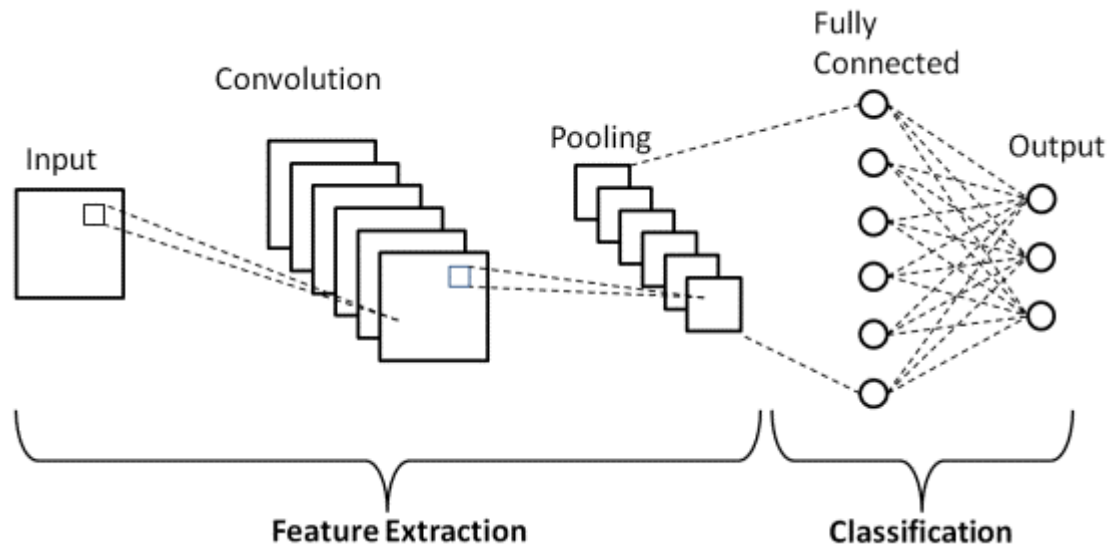 Input
Convolution
Pooling
Fully
Connected
Output
Feature Extraction
Classification